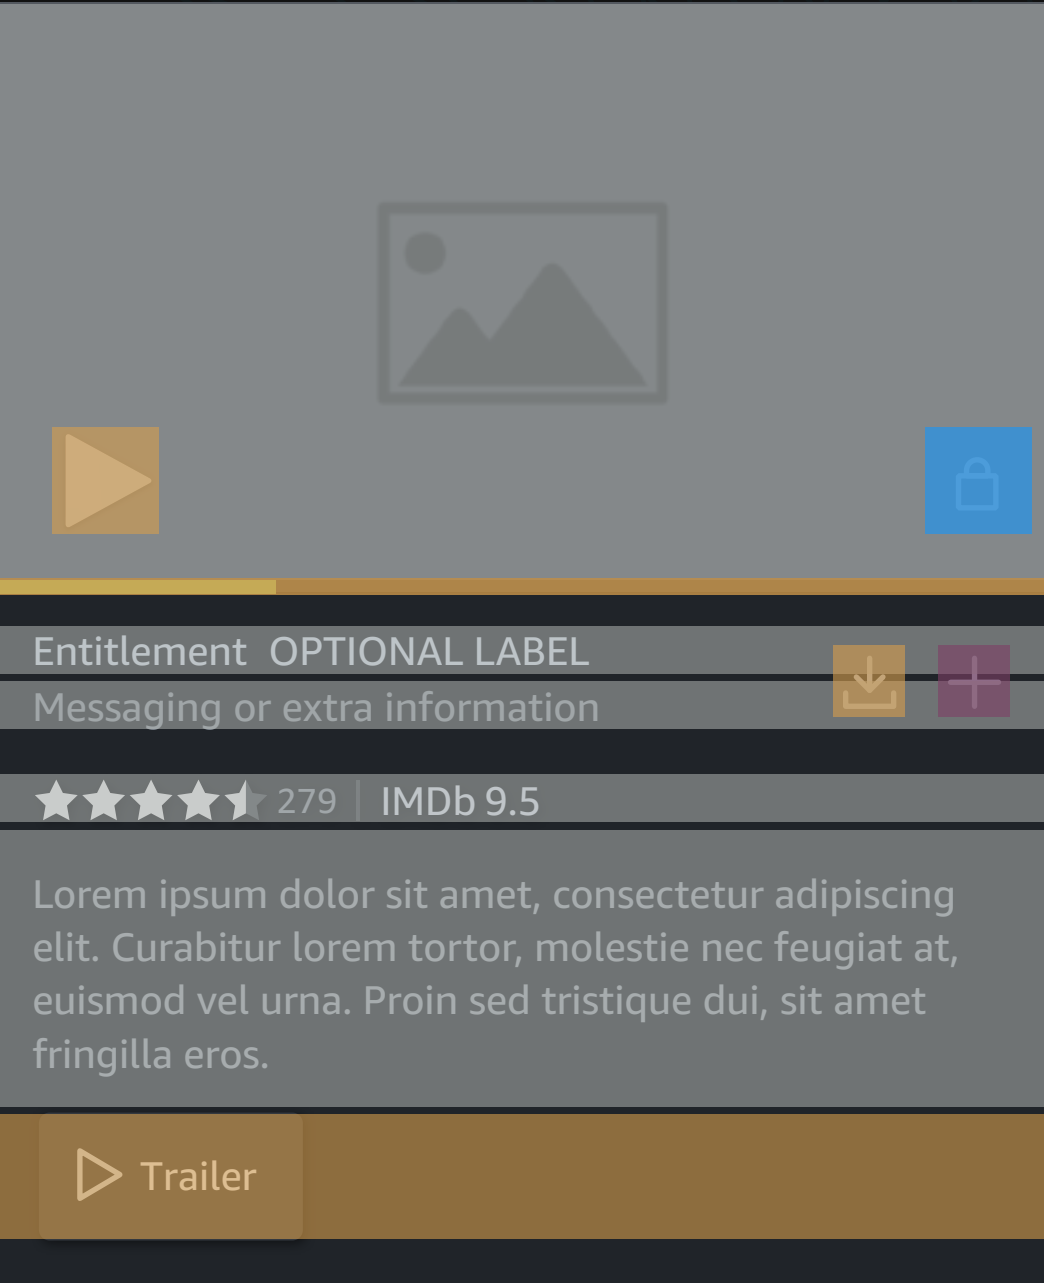 Entitlement OPTIONAL LABEL
Messaging or extra information
279 | IMDb 9.5
Lorem ipsum dolor sit amet, consectetur adipiscing
elit. Curabitur lorem tortor, molestie nec feugiat at,
euismod vel urna. Proin sed tristique dui, sit amet
fringilla eros.
Trailer